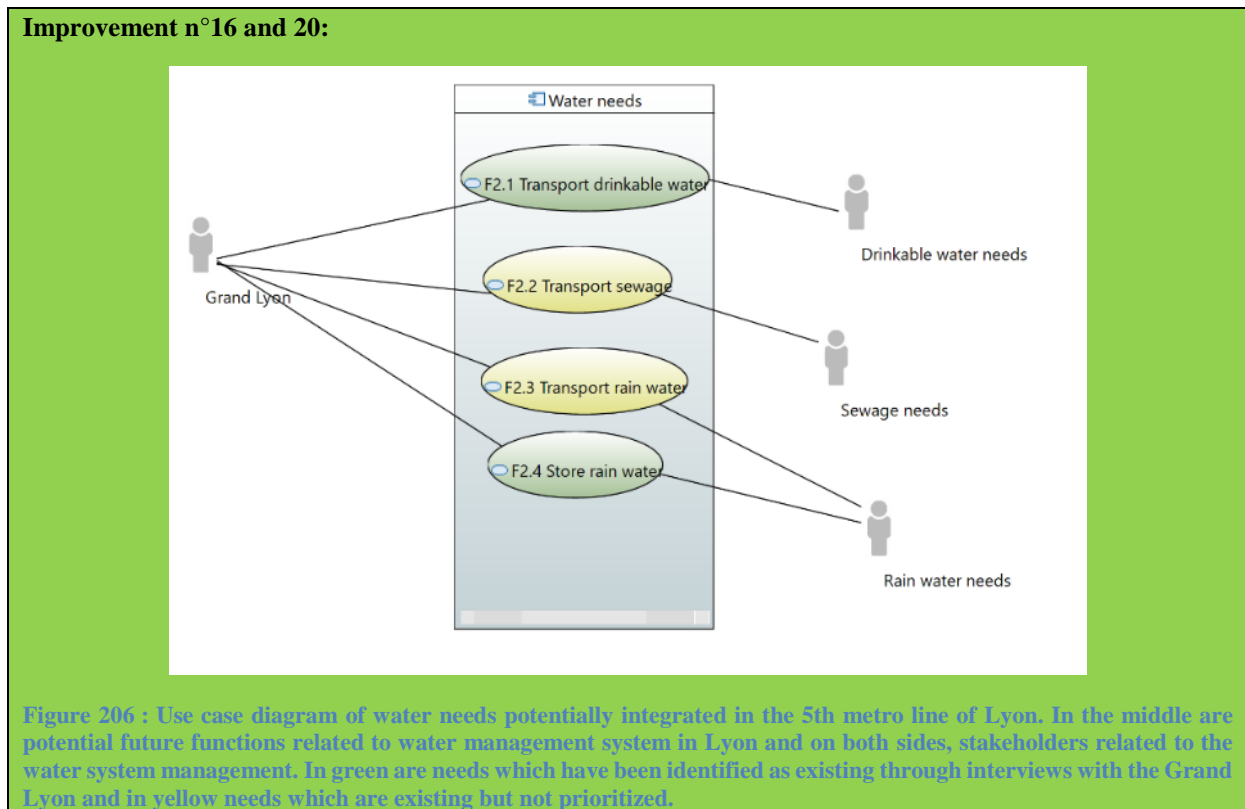 Improvement n°16 and 20:
Water needs
F2.1 Transport drinkable water
Drinkable water needs
F2.2 Transport sewage
Grand Lyon
F2.3 Transport rain water
Sewage needs
F2.4 Store rain water
Rain water needs
Figure 206 : Use case diagram of water needs potentially integrated in the 5th metro line of Lyon. In the middle are
potential future functions related to water management system in Lyon and on both sides, stakeholders related to the
water system management. In green are needs which have been identified as existing through interviews with the Grand
Lyon and in yellow needs which are existing but not prioritized.